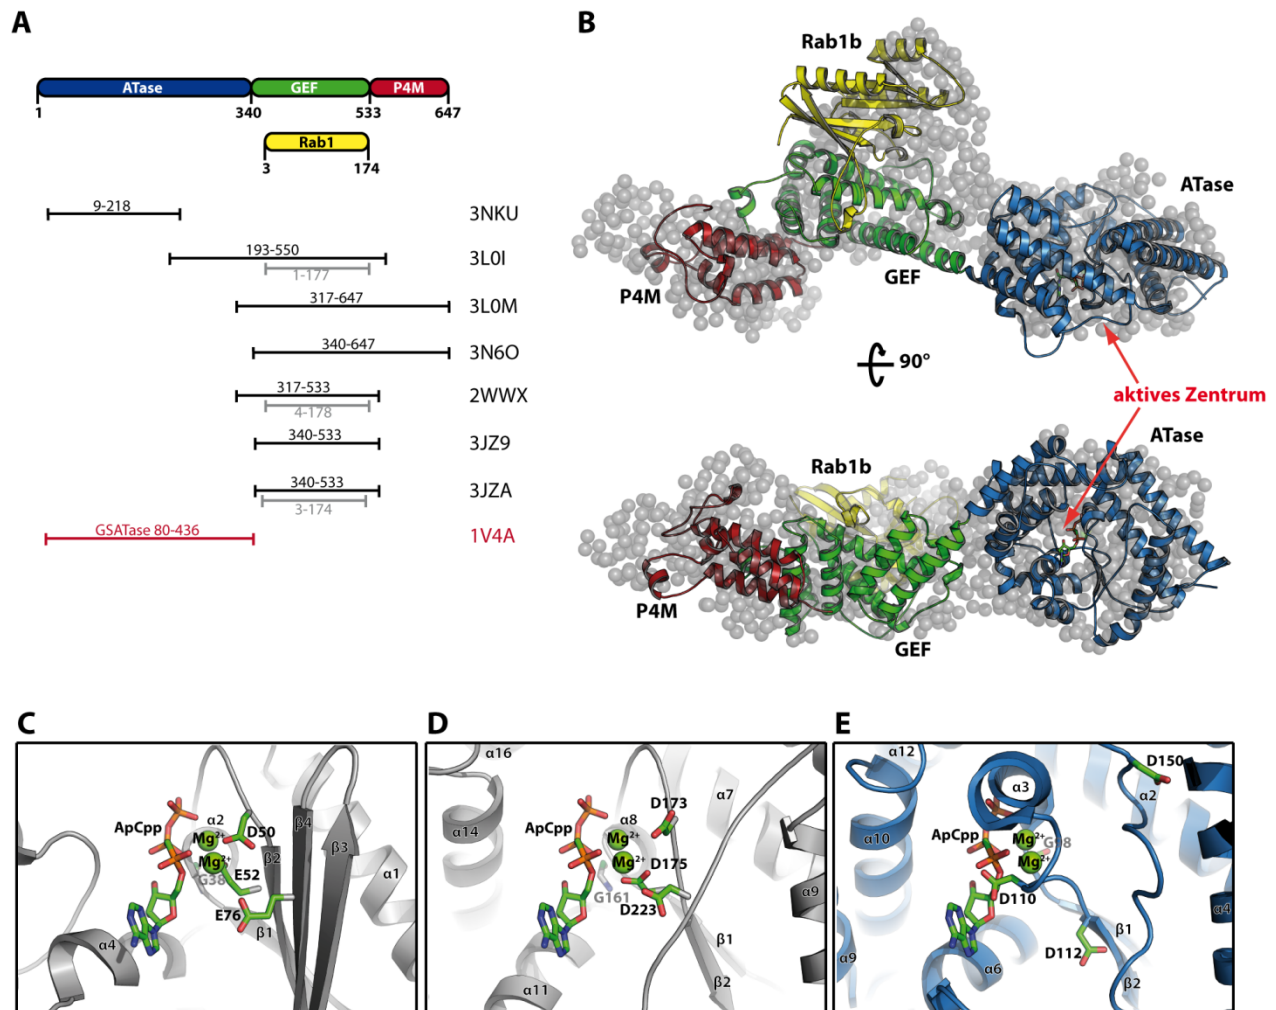 A
ATase GEF P4M
1 340 533 647
Rab1
3 174
9-218 3NKU
193-550 3L0I
1-177
317-647 3L0M
340-647 3N6O
317-533 2WWX
4-178
340-533 3JZ9
340-533 3JZA
3-174
GSATase 80-436 1V4A
B
Rab1b
ATase
GEF
P4M
90°
aktives Zentrum
ATase
Rab1b
P4M
GEF
C
ApCpp
α2
Mg²⁺
D50
Mg²⁺
G38
E52
β2
β4
β3
α1
E76
β1
α4
D
α16
α7
D173
ApCpp
α8
α14
Mg²⁺
Mg²⁺
D175
G161
D223
α9
β1
β2
α11
E
α12
D150
α3
α2
ApCpp
Mg²⁺
G98
α10
Mg²⁺
D110
α4
β1
D112
α9
α6
β2